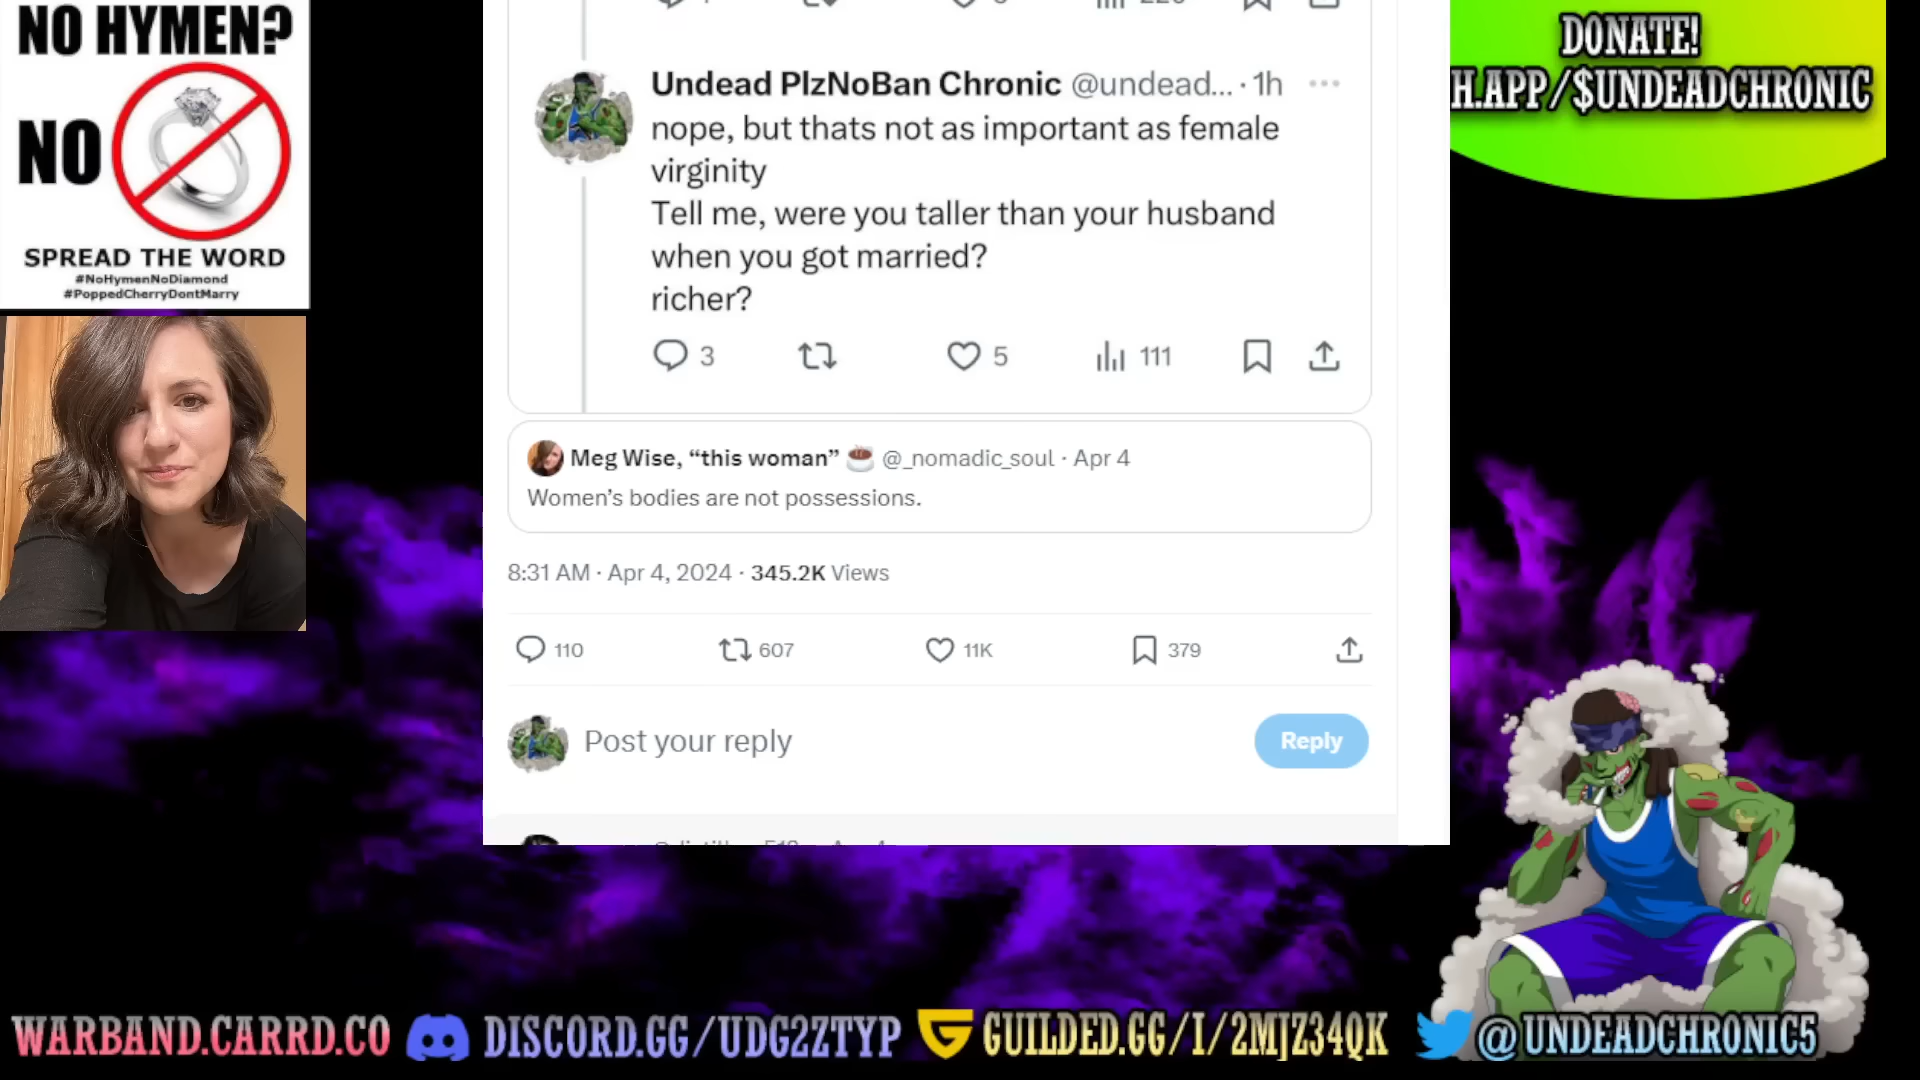 NO HYMEN?
NO
SPREAD THE WORD
#NoHymenNoDiamond
#PoppedCherryDontMarry
Undead PlzNoBan Chronic @undead... · 1h
nope, but thats not as important as female
virginity
Tell me, were you taller than your husband
when you got married?
richer?
3 5 111
Meg Wise, “this woman” @_nomadic_soul · Apr 4
Women’s bodies are not possessions.
8:31 AM · Apr 4, 2024 · 345.2K Views
110 607 11K 379
Post your reply
Reply
DONATE!
H.APP/$UNDEADCHRONIC
WARBAND.CARRD.CO
DISCORD.GG/UDG2ZTYP
GUILDED.GG/I/2MJZ34QK
@UNDEADCHRONIC5